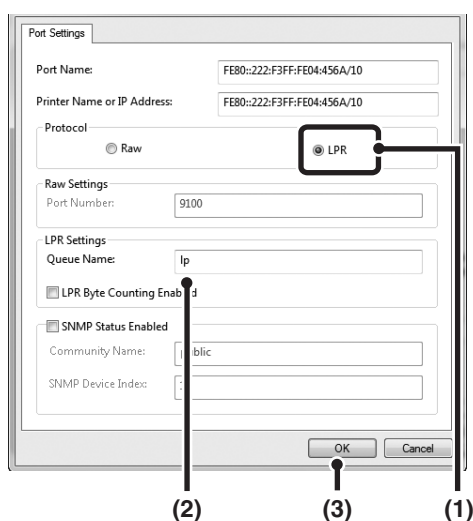 Port Settings
Port Name: FE80::222:F3FF:FE04:456A/10
Printer Name or IP Address: FE80::222:F3FF:FE04:456A/10
Protocol
Raw LPR
Raw Settings
Port Number: 9100
LPR Settings
Queue Name: lp
LPR Byte Counting Enabled
SNMP Status Enabled
Community Name: public
SNMP Device Index:
OK Cancel
(2) (3) (1)